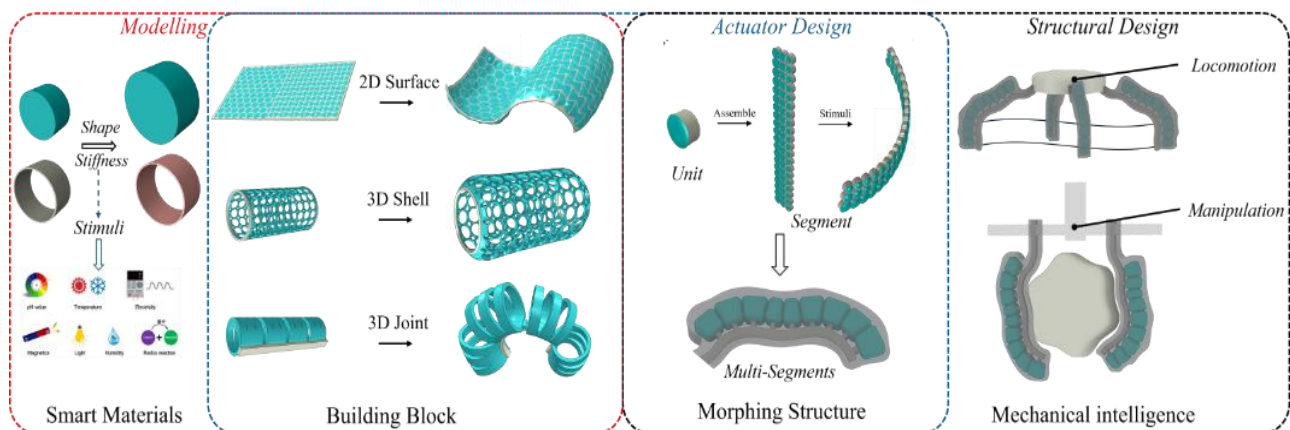 Modelling
Shape
Stiffness
Stimuli
pH value
Temperature
Electricity
Magnetics
Light
Humidity
Redox reaction
Smart Materials
2D Surface
3D Shell
3D Joint
Building Block
Actuator Design
Unit
Assemble
Stimuli
Segment
Multi-Segments
Morphing Structure
Structural Design
Locomotion
Manipulation
Mechanical intelligence